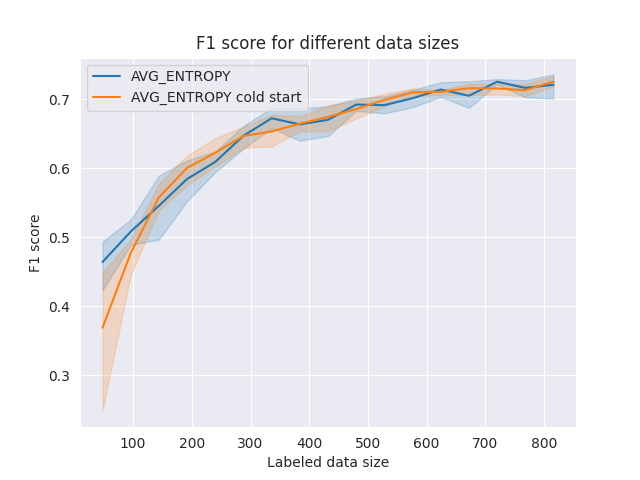 F1 score for different data sizes
AVG_ENTROPY
AVG_ENTROPY cold start
F1 score
0.7
0.6
0.5
0.4
0.3
100
200
300
400
500
600
700
800
Labeled data size